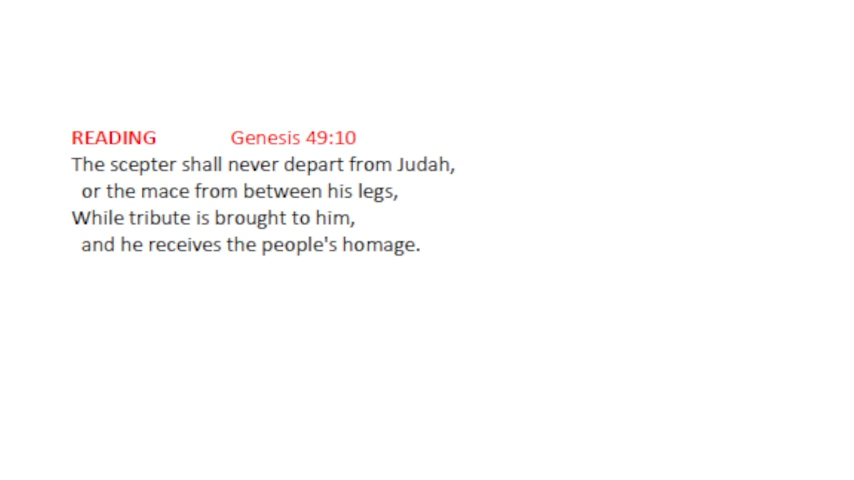 READING Genesis 49:10
The scepter shall never depart from Judah,
or the mace from between his legs,
While tribute is brought to him,
and he receives the people's homage.